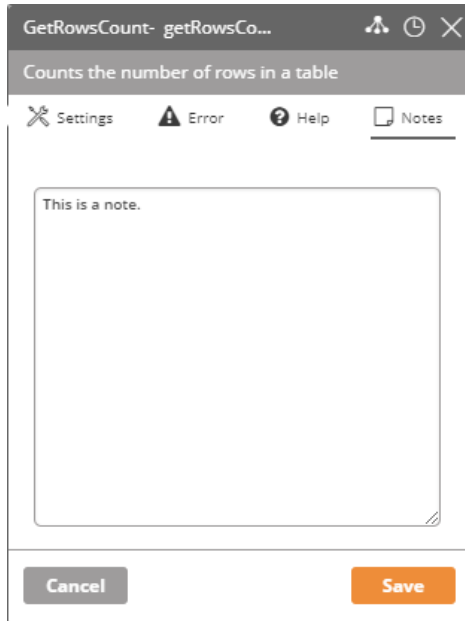 GetRowsCount- getRowsCo...
Counts the number of rows in a table
Settings Error Help Notes
This is a note.
Cancel Save